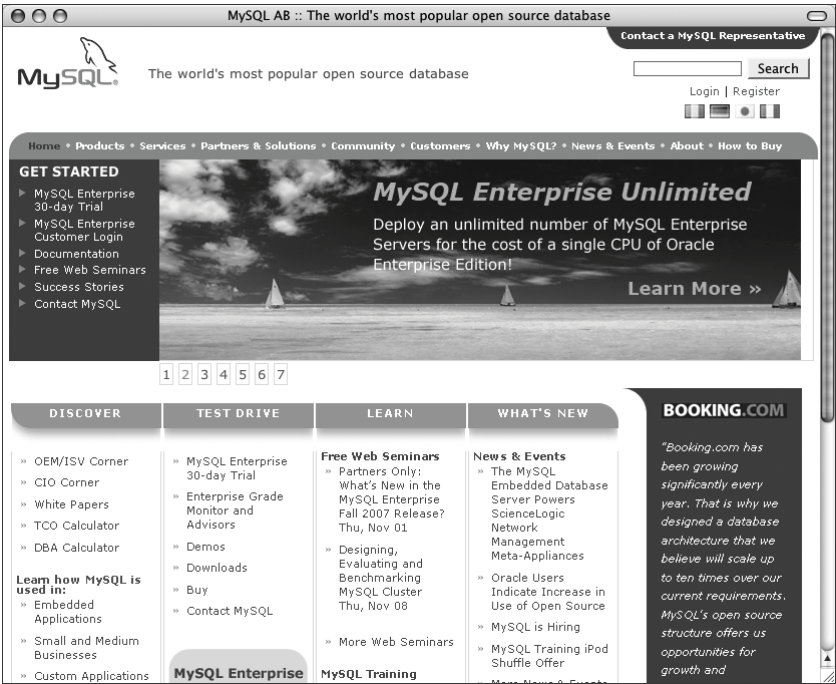 MySQL AB :: The world's most popular open source database
Contact a MySQL Representative
MySQL.
The world's most popular open source database
Search
Login | Register
Home • Products • Services • Partners & Solutions • Community • Customers • Why MySQL? • News & Events • About • How to Buy
GET STARTED
MySQL Enterprise
30-day Trial
MySQL Enterprise
Customer Login
Documentation
Free Web Seminars
Success Stories
Contact MySQL
MySQL Enterprise Unlimited
Deploy an unlimited number of MySQL Enterprise
Servers for the cost of a single CPU of Oracle
Enterprise Edition!
Learn More »
1 2 3 4 5 6 7
DISCOVER
» OEM/ISV Corner
» CIO Corner
» White Papers
» TCO Calculator
» DBA Calculator
Learn how MySQL is
used in:
» Embedded
Applications
» Small and Medium
Businesses
» Custom Applications
TEST DRIVE
» MySQL Enterprise
30-day Trial
» Enterprise Grade
Monitor and
Advisors
» Demos
» Downloads
» Buy
» Contact MySQL
MySQL Enterprise
LEARN
Free Web Seminars
» Partners Only:
What's New in the
MySQL Enterprise
Fall 2007 Release?
Thu, Nov 01
» Designing,
Evaluating and
Benchmarking
MySQL Cluster
Thu, Nov 08
» More Web Seminars
MySQL Training
WHAT'S NEW
News & Events
» The MySQL
Embedded Database
Server Powers
ScienceLogic
Network
Management
Meta-Appliances
» Oracle Users
Indicate Increase in
Use of Open Source
» MySQL is Hiring
» MySQL Training iPod
Shuffle Offer
» More News & Events
BOOKING.COM
"Booking.com has
been growing
significantly every
year. That is why we
designed a database
architecture that we
believe will scale up
to ten times over our
current requirements.
MySQL's open source
structure offers us
opportunities for
growth and